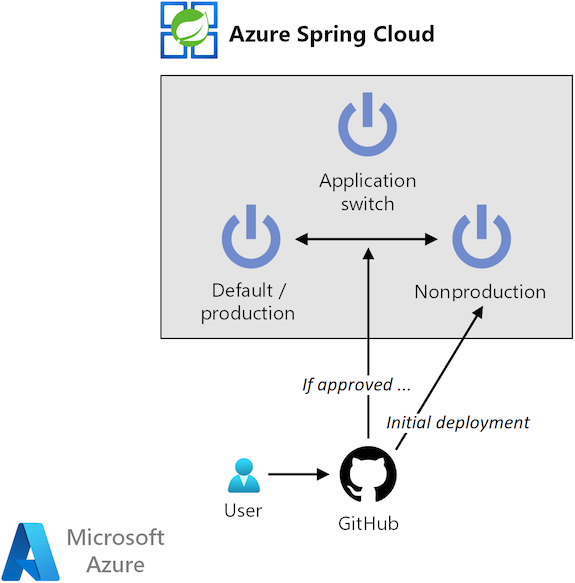 Azure Spring Cloud
Application
switch
Default /
production
Nonproduction
If approved ...
Initial deployment
User
GitHub
Microsoft
Azure